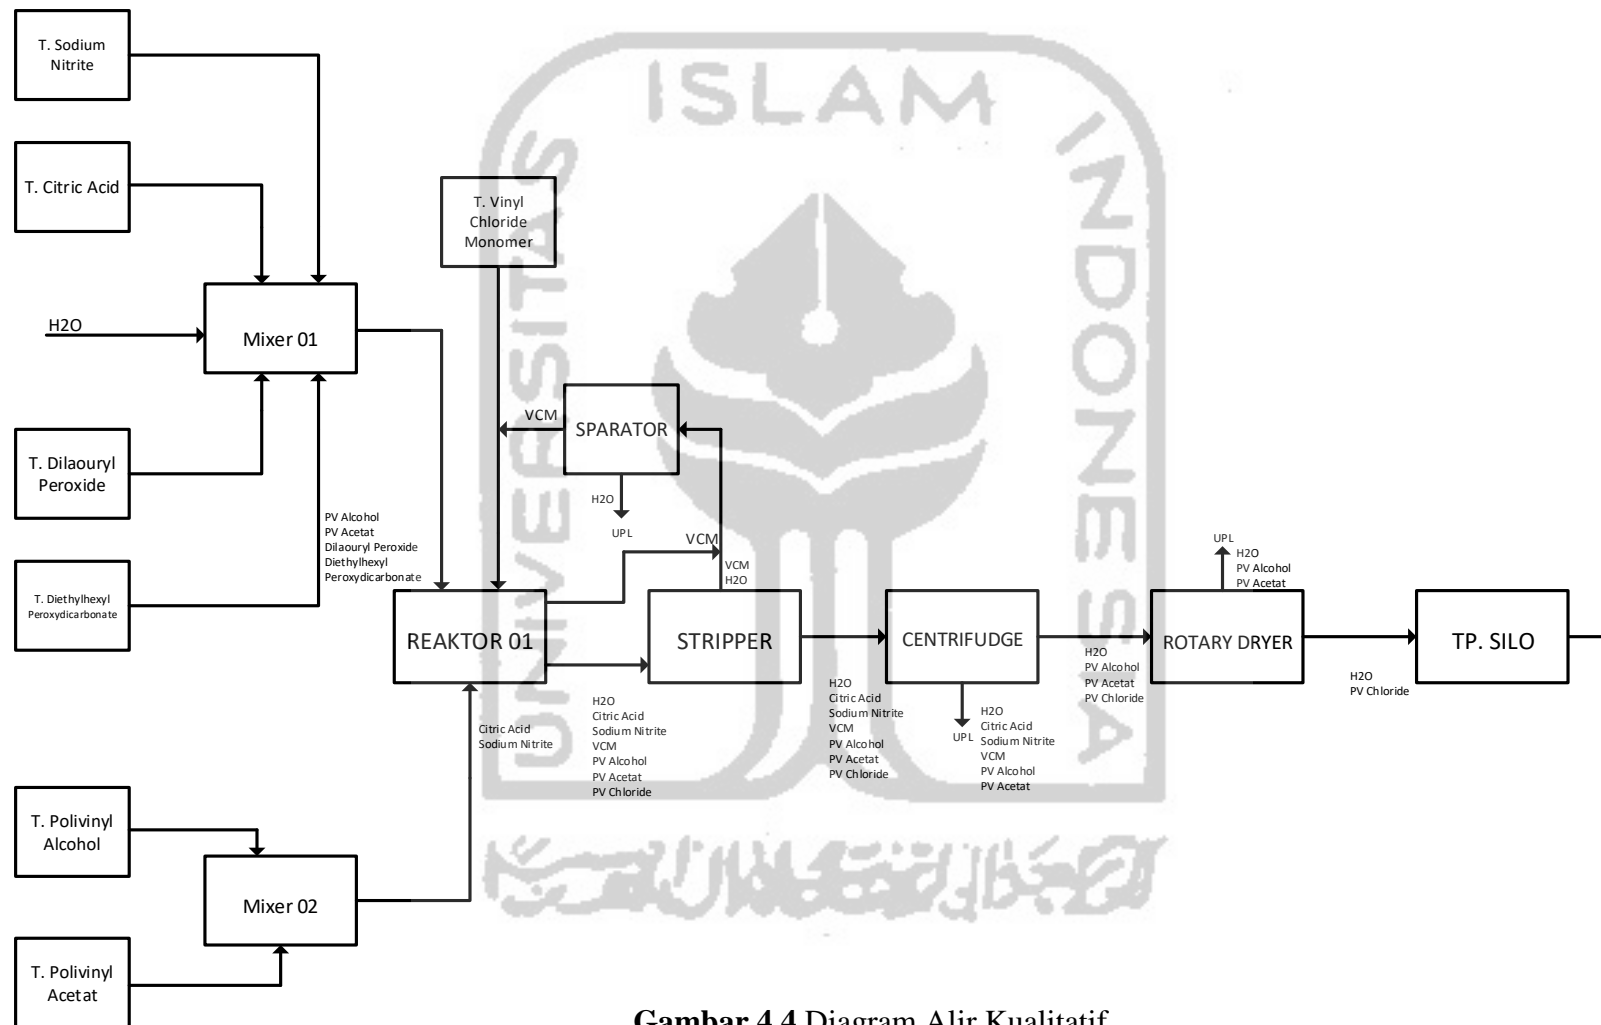 T. Sodium
Nitrite
T. Citric Acid
H2O
Mixer 01
T. Dilaouryl
Peroxide
T. Diethylhexyl
Peroxydicarbonate
PV Alcohol
PV Acetat
Dilaouryl Peroxide
Diethylhexyl
Peroxydicarbonate
T. Vinyl
Chloride
Monomer
VCM
SPARATOR
H2O
UPL
VCM
VCM
H2O
REAKTOR 01
STRIPPER
CENTRIFUDGE
UPL
H2O
PV Alcohol
PV Acetat
ROTARY DRYER
TP. SILO
H2O
Citric Acid
Sodium Nitrite
VCM
PV Alcohol
PV Acetat
PV Chloride
H2O
Citric Acid
Sodium Nitrite
VCM
PV Alcohol
PV Acetat
PV Chloride
UPL
H2O
Citric Acid
Sodium Nitrite
VCM
PV Alcohol
PV Acetat
H2O
PV Alcohol
PV Acetat
PV Chloride
H2O
PV Chloride
Citric Acid
Sodium Nitrite
T. Polivinyl
Alcohol
Mixer 02
T. Polivinyl
Acetat
UNIVERSITAS
ISLAM
INDONESIA
Gambar 4.4 Diagram Alir Kualitatif